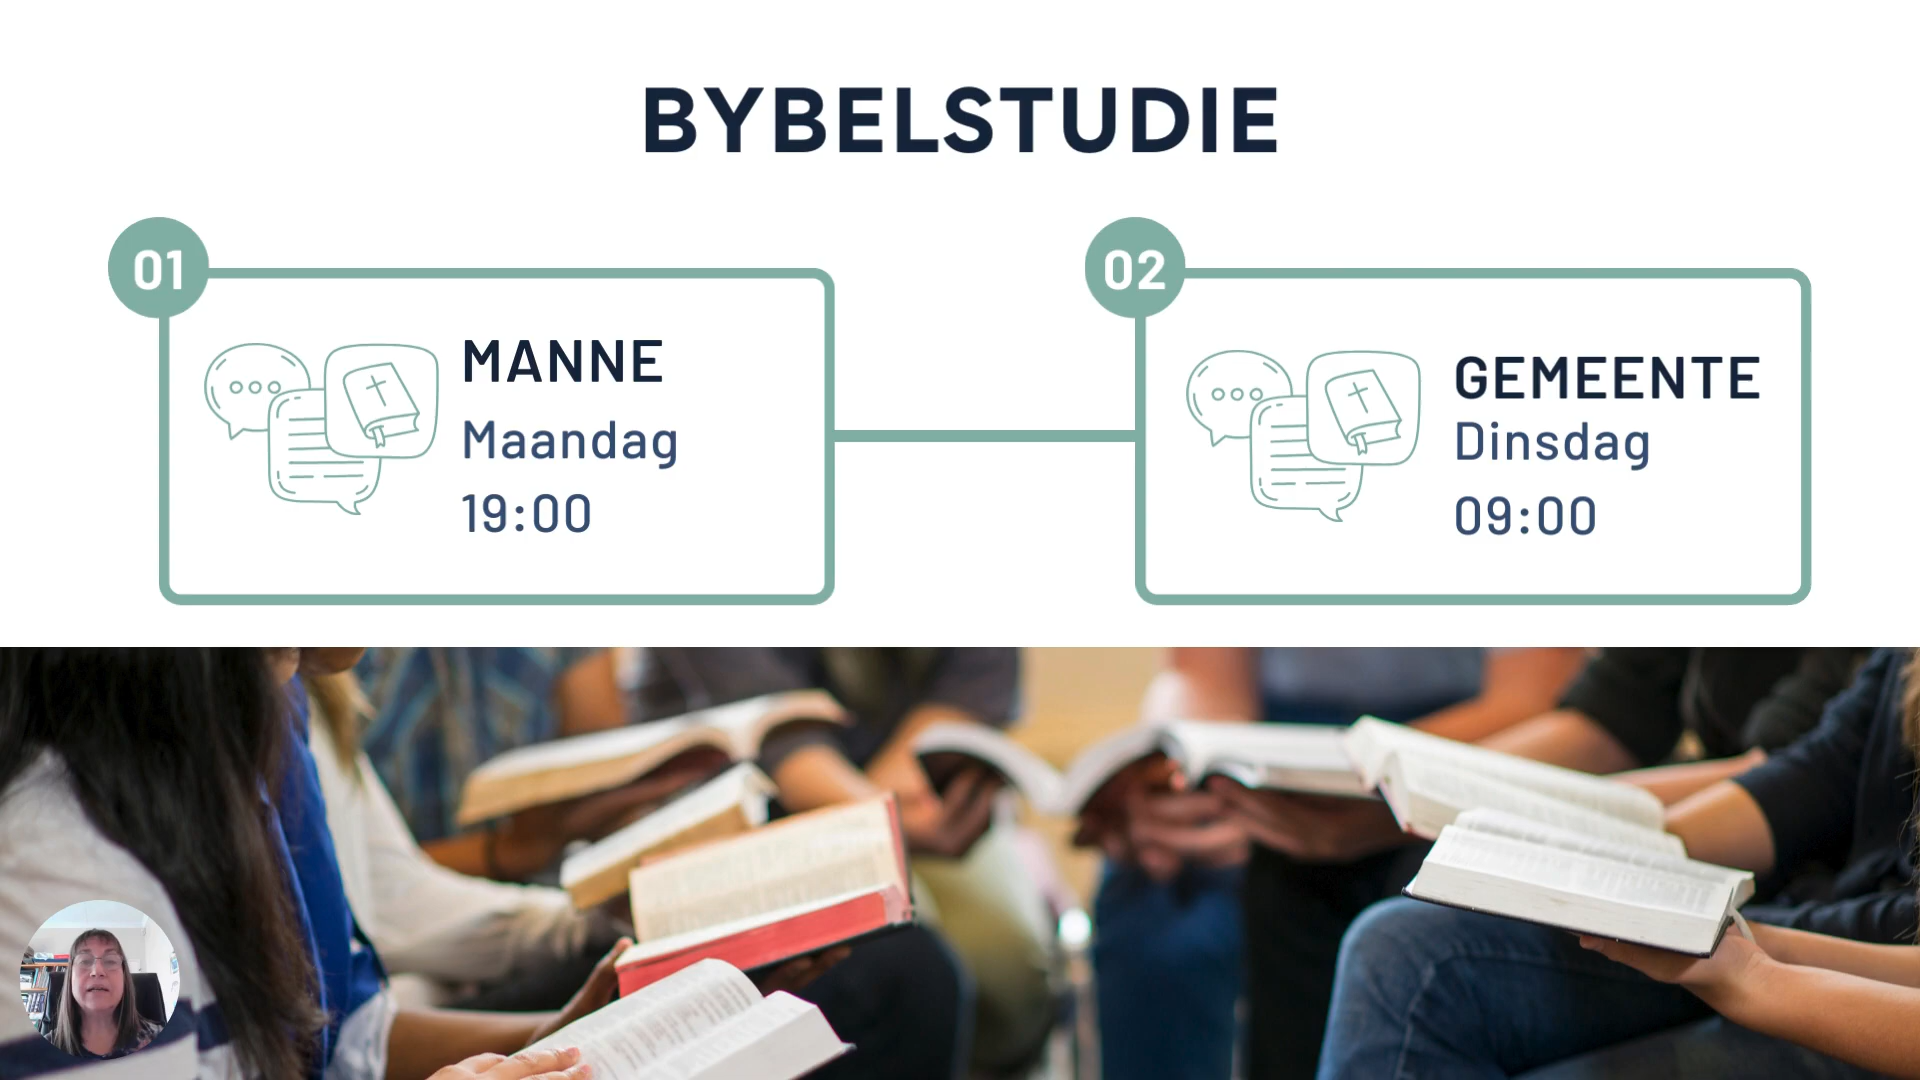 BYBELSTUDIE
01
MANNE
Maandag
19:00
02
GEMEENTE
Dinsdag
09:00